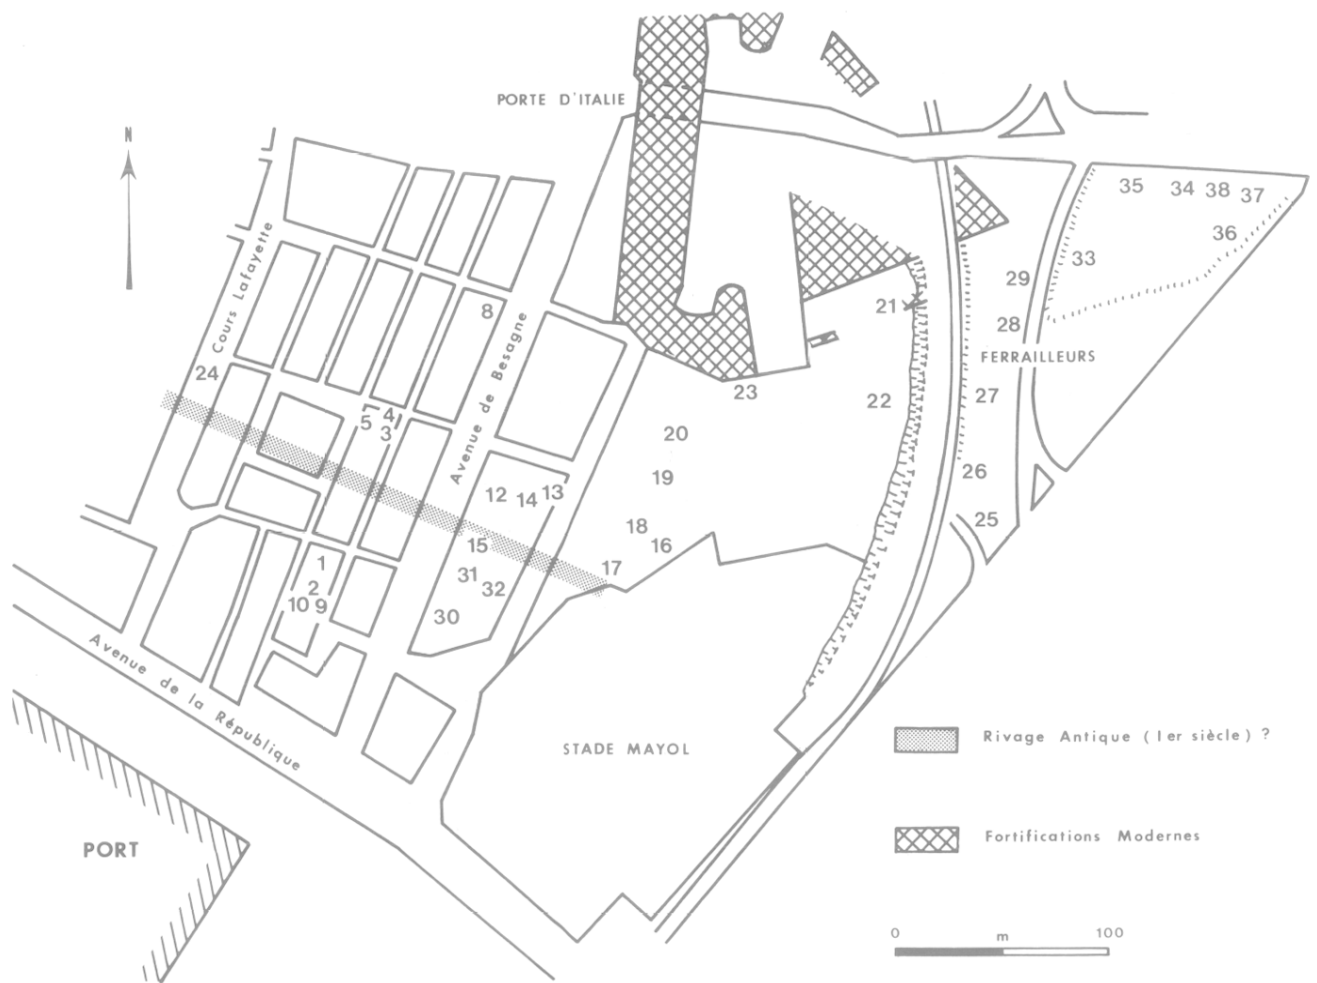 PORTE D'ITALIE
N
35 34 38 37
36
33
29
28
FERRAILLEURS
21
8
Cours Lafayette
Avenue de Besagne
24
23
22
27
5 4
3
20
19
26
25
12 14 13
18
16
15
17
1
2
10 9
31 32
30
Avenue de la République
STADE MAYOL
PORT
Rivage Antique (1er siècle) ?
Fortifications Modernes
0 m 100